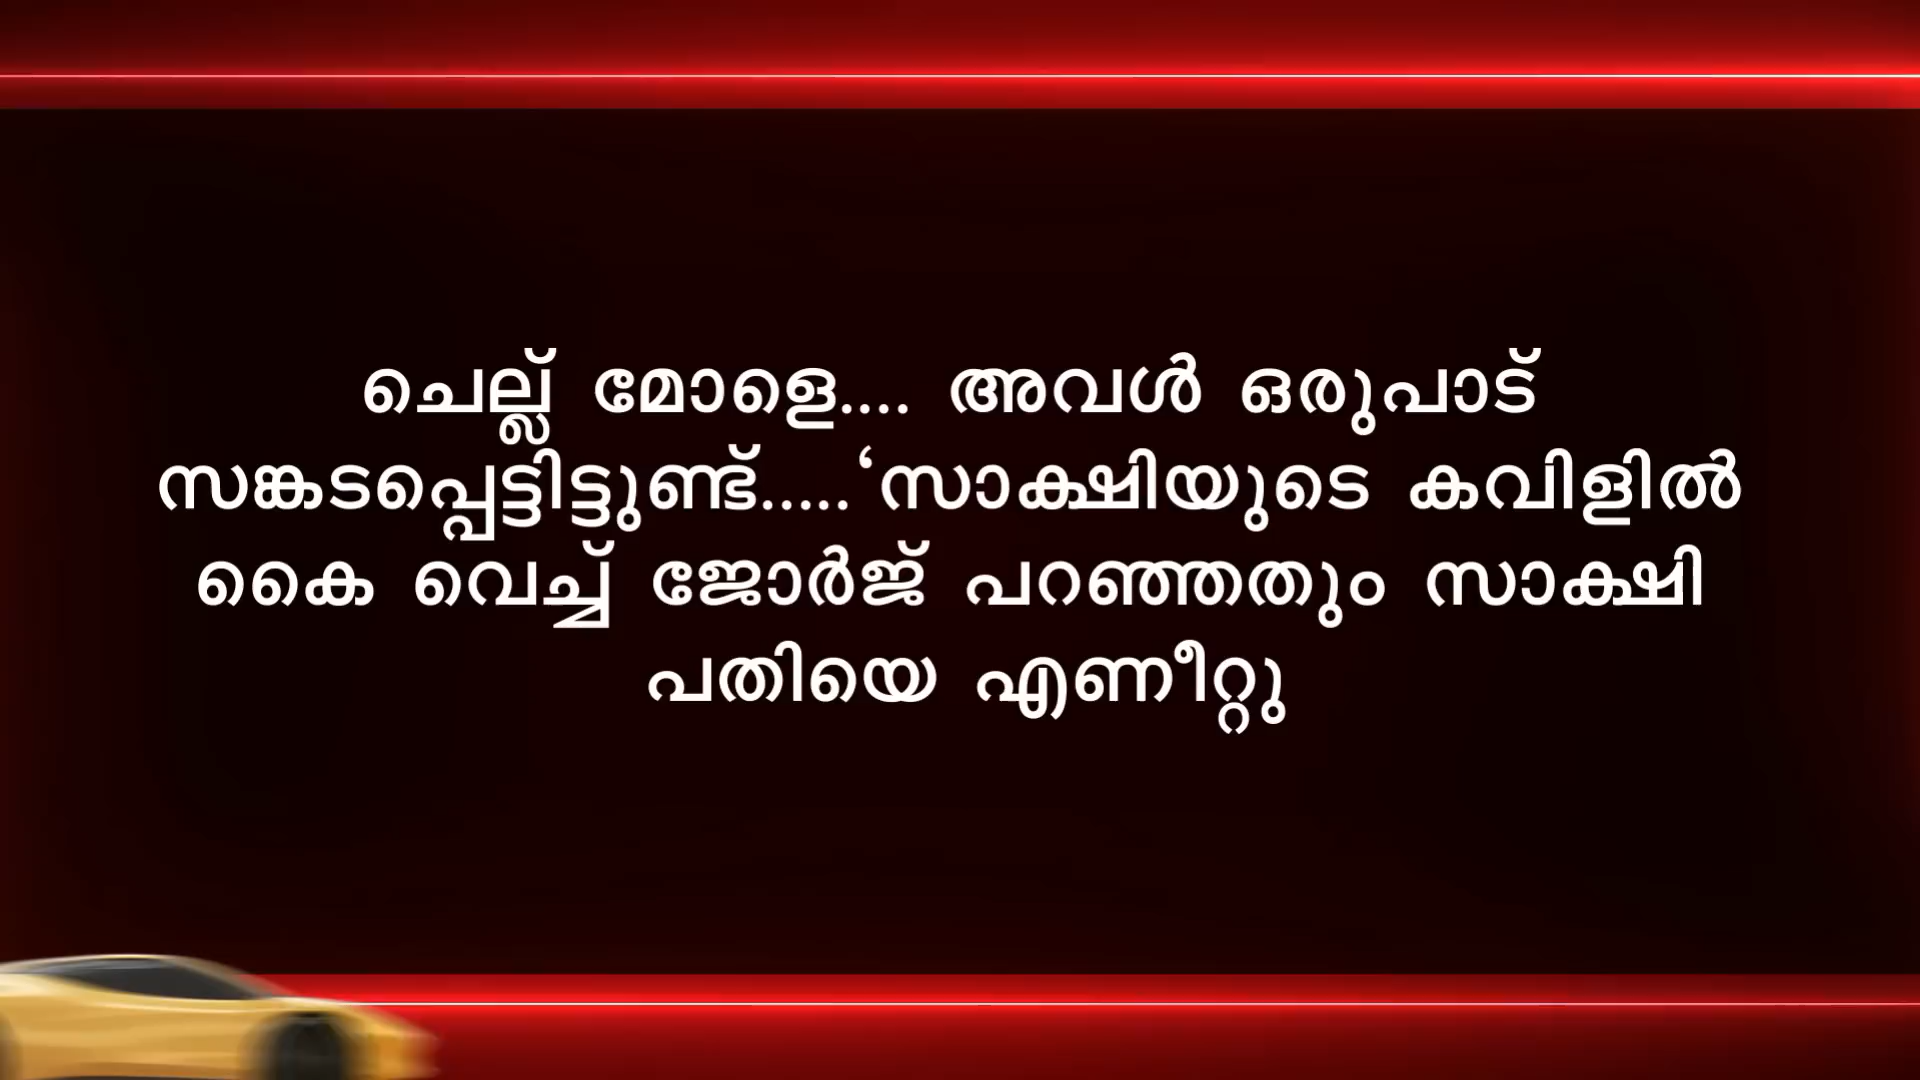 ചെല്ല് മോളെ.... അവൾ ഒരുപാട്
സങ്കടപ്പെട്ടിട്ടുണ്ട്.....‘സാക്ഷിയുടെ കവിളിൽ
കൈ വെച്ച് ജോർജ് പറഞ്ഞതും സാക്ഷി
പതിയെ എണീറ്റു